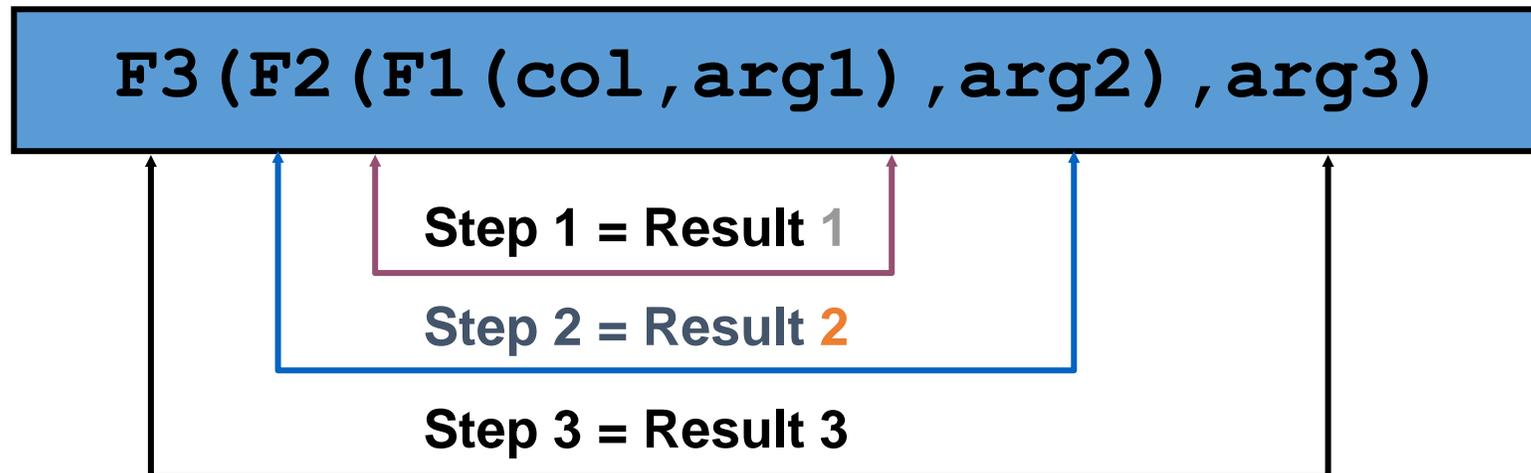 F3(F2(F1(col,arg1),arg2),arg3)
Step 1 = Result 1
Step 2 = Result 2
Step 3 = Result 3